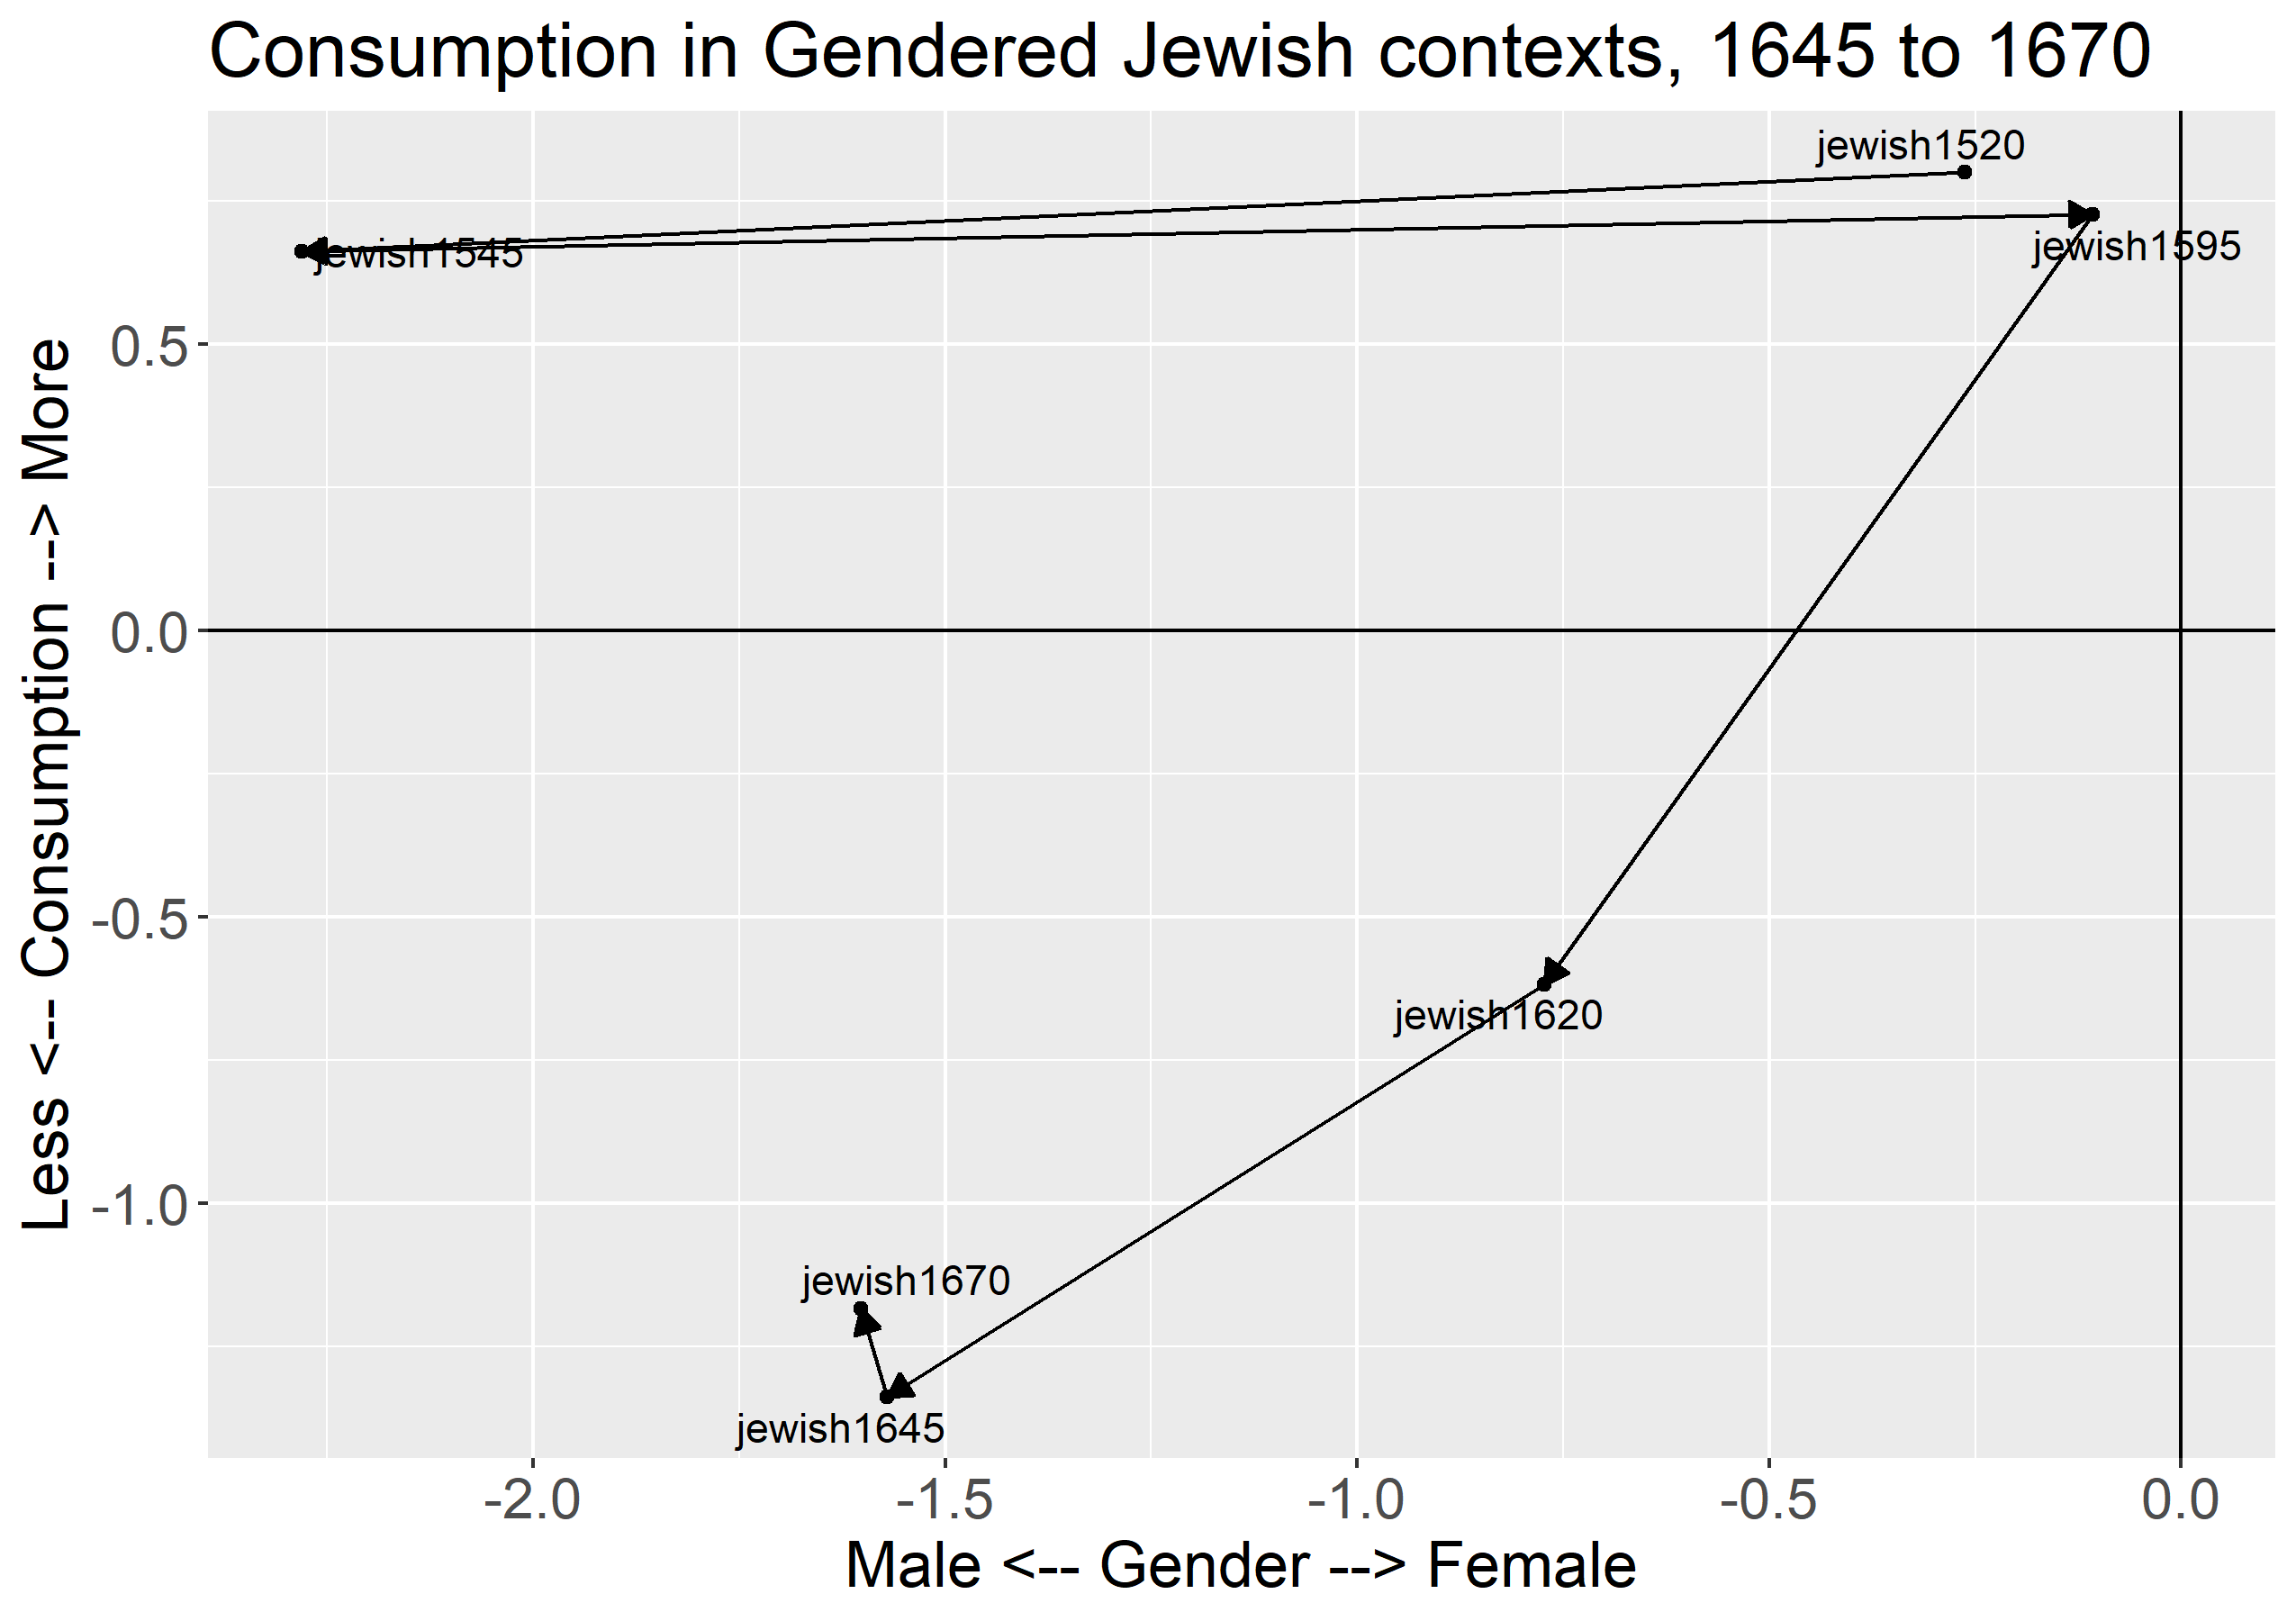 Consumption in Gendered Jewish contexts, 1645 to 1670
jewish1520
jewish1545
jewish1595
0.5
0.0
jewish1620
-0.5
-1.0
jewish1670
jewish1645
Less <-- Consumption --> More
-2.0 -1.5 -1.0 -0.5 0.0
Male <-- Gender --> Female